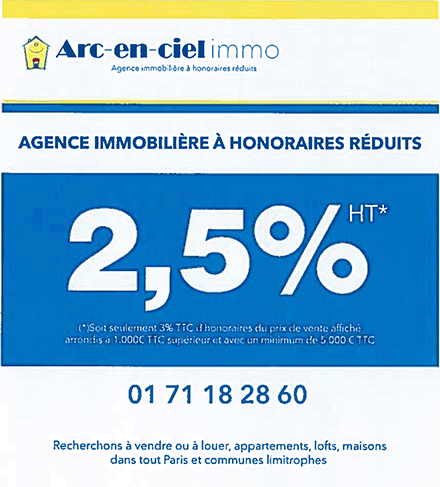 Arc-en-ciel immo
Agence immobilière à honoraires réduits
AGENCE IMMOBILIÈRE À HONORAIRES RÉDUITS
2,5% HT*
(*)Soit seulement 3% TTC d'honoraires du prix de vente affiché
arrondis à 1.000€ TTC supérieur et avec un minimum de 5.000 € TTC
01 71 18 28 60
Recherchons à vendre ou à louer, appartements, lofts, maisons
dans tout Paris et communes limitrophes